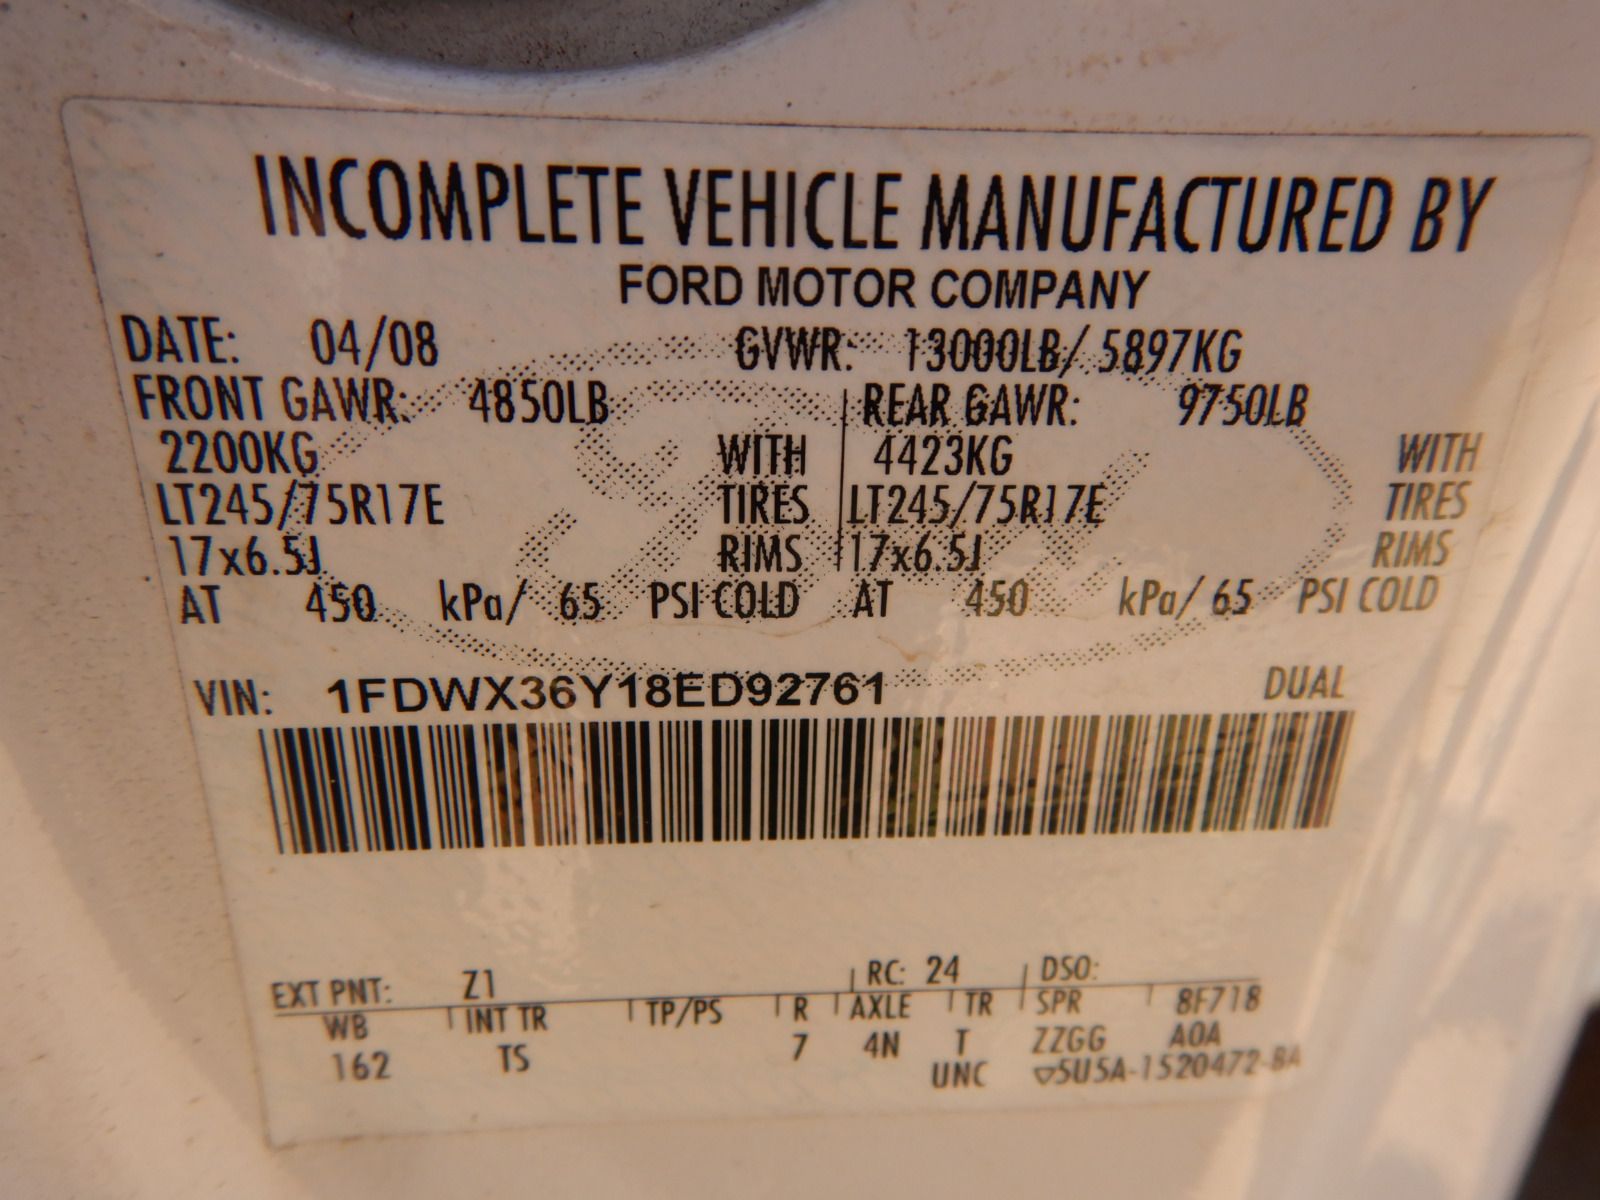 INCOMPLETE VEHICLE MANUFACTURED BY
FORD MOTOR COMPANY
DATE: 04/08 GVWR: 13000LB/ 5897KG
FRONT GAWR: 4850LB REAR GAWR: 9750LB
2200KG WITH 4423KG WITH
LT245/75R17E TIRES LT245/75R17E TIRES
17x6.5J RIMS 17x6.5J RIMS
AT 450 kPa/ 65 PSI COLD AT 450 kPa/ 65 PSI COLD
VIN: 1FDWX36Y18ED92761 DUAL
EXT PNT: Z1 RC: 24 DSO:
WB INT TR TP/PS R AXLE TR SPR 8F718
162 TS 7 4N T ZZGG A0A
UNC 5U5A-1520472-BA